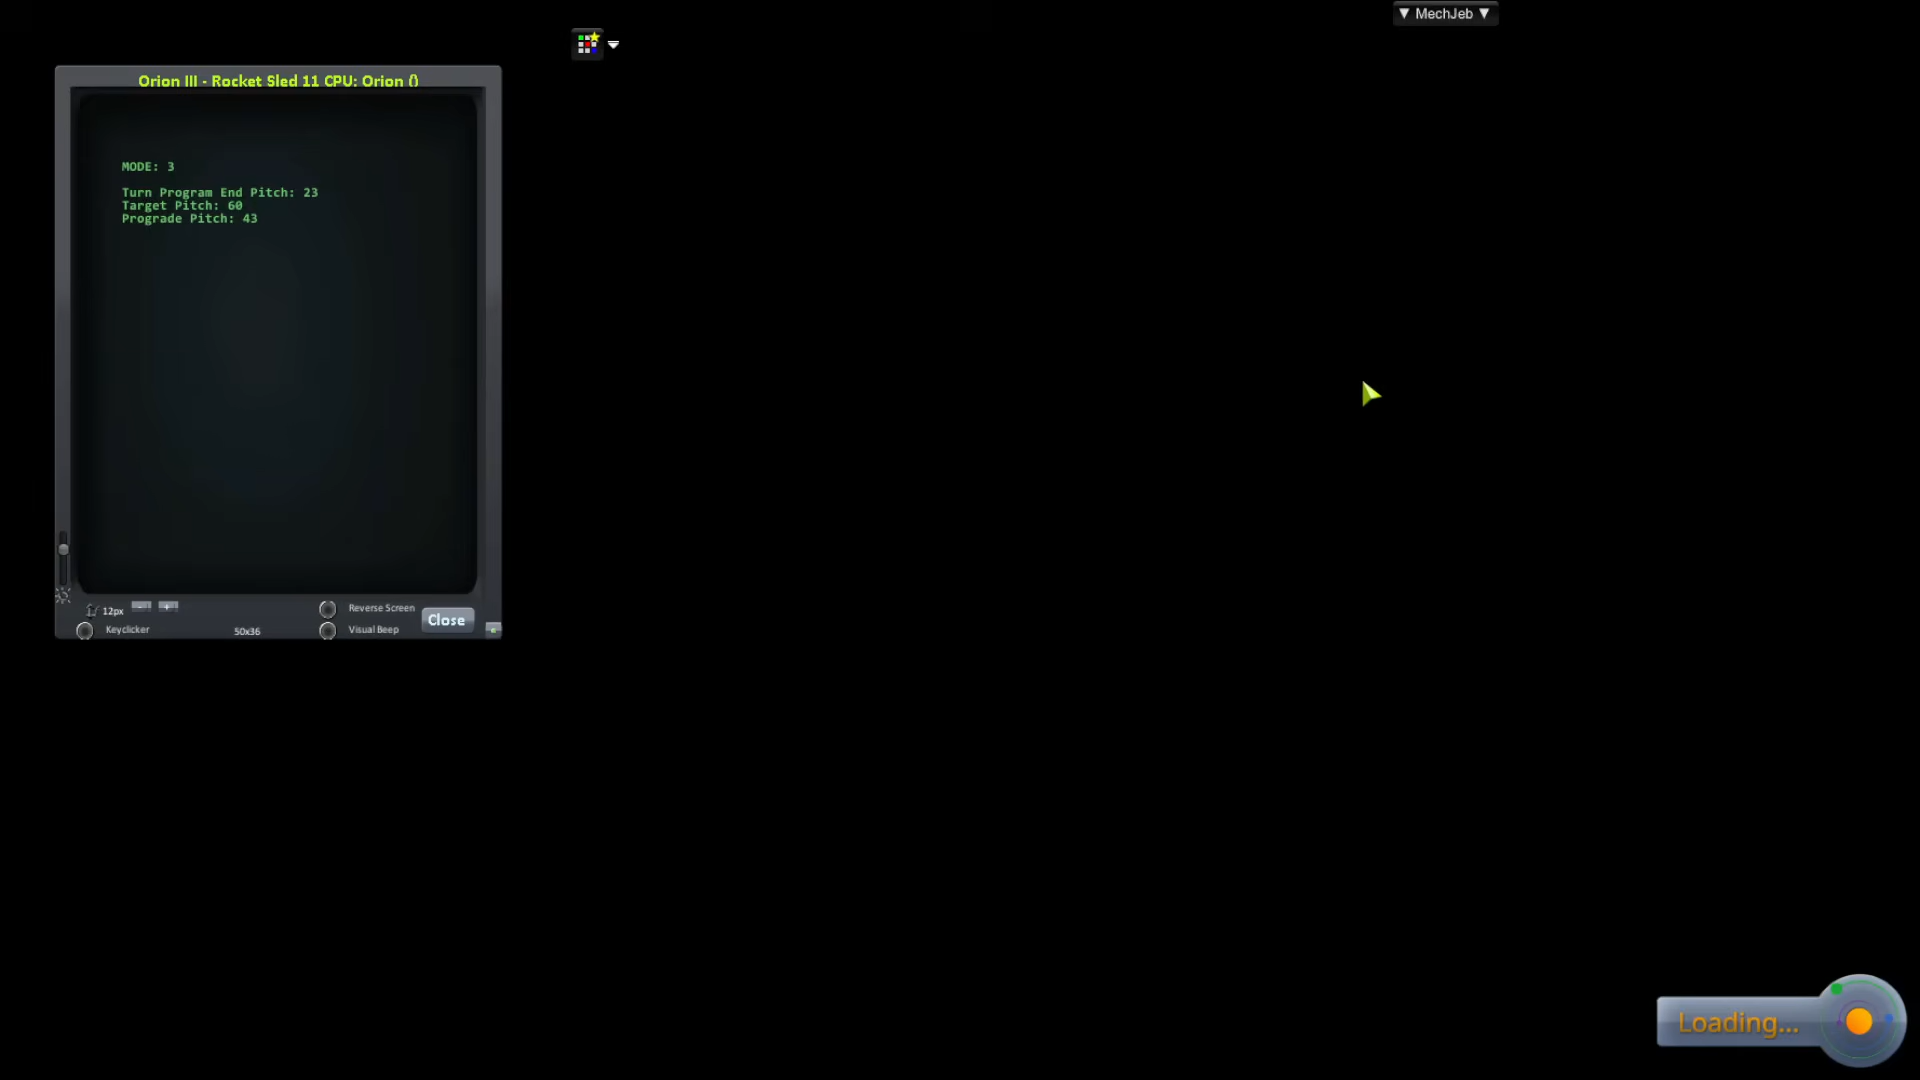 ▼ MechJeb ▼
Orion III - Rocket Sled 11 CPU: Orion ()
MODE: 3
Turn Program End Pitch: 23
Target Pitch: 60
Prograde Pitch: 43
12px
- +
Reverse Screen
Close
Keyclicker
50x36
Visual Beep
Loading...